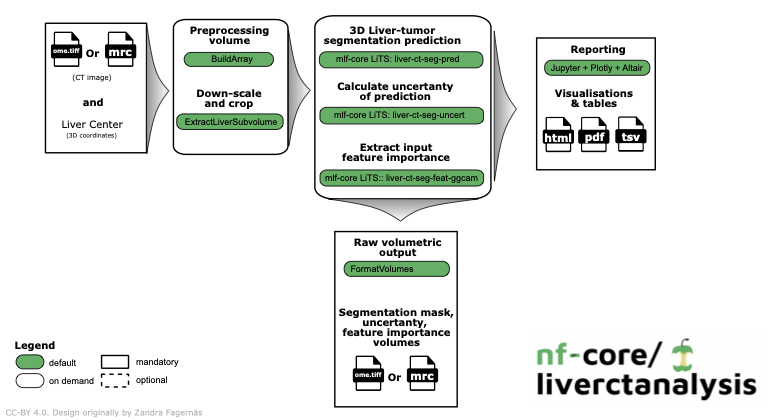 ome.tiff Or mrc
(CT image)
and
Liver Center
(3D coordinates)
Preprocessing
volume
BuildArray
Down-scale
and crop
ExtractLiverSubvolume
3D Liver-tumor
segmentation prediction
mlf-core LiTS: liver-ct-seg-pred
Calculate uncertanty
of prediction
mlf-core LiTS: liver-ct-seg-uncert
Extract input
feature importance
mlf-core LiTS:: liver-ct-seg-feat-ggcam
Reporting
Jupyter + Plotly + Altair
Visualisations
& tables
html pdf tsv
Raw volumetric
output
FormatVolumes
Segmentation mask,
uncertainty,
feature importance
volumes
ome.tiff Or mrc
Legend
default
mandatory
on demand
optional
nf-core/
liverctanalysis
CC-BY 4.0. Design originally by Zandra Fagernäs